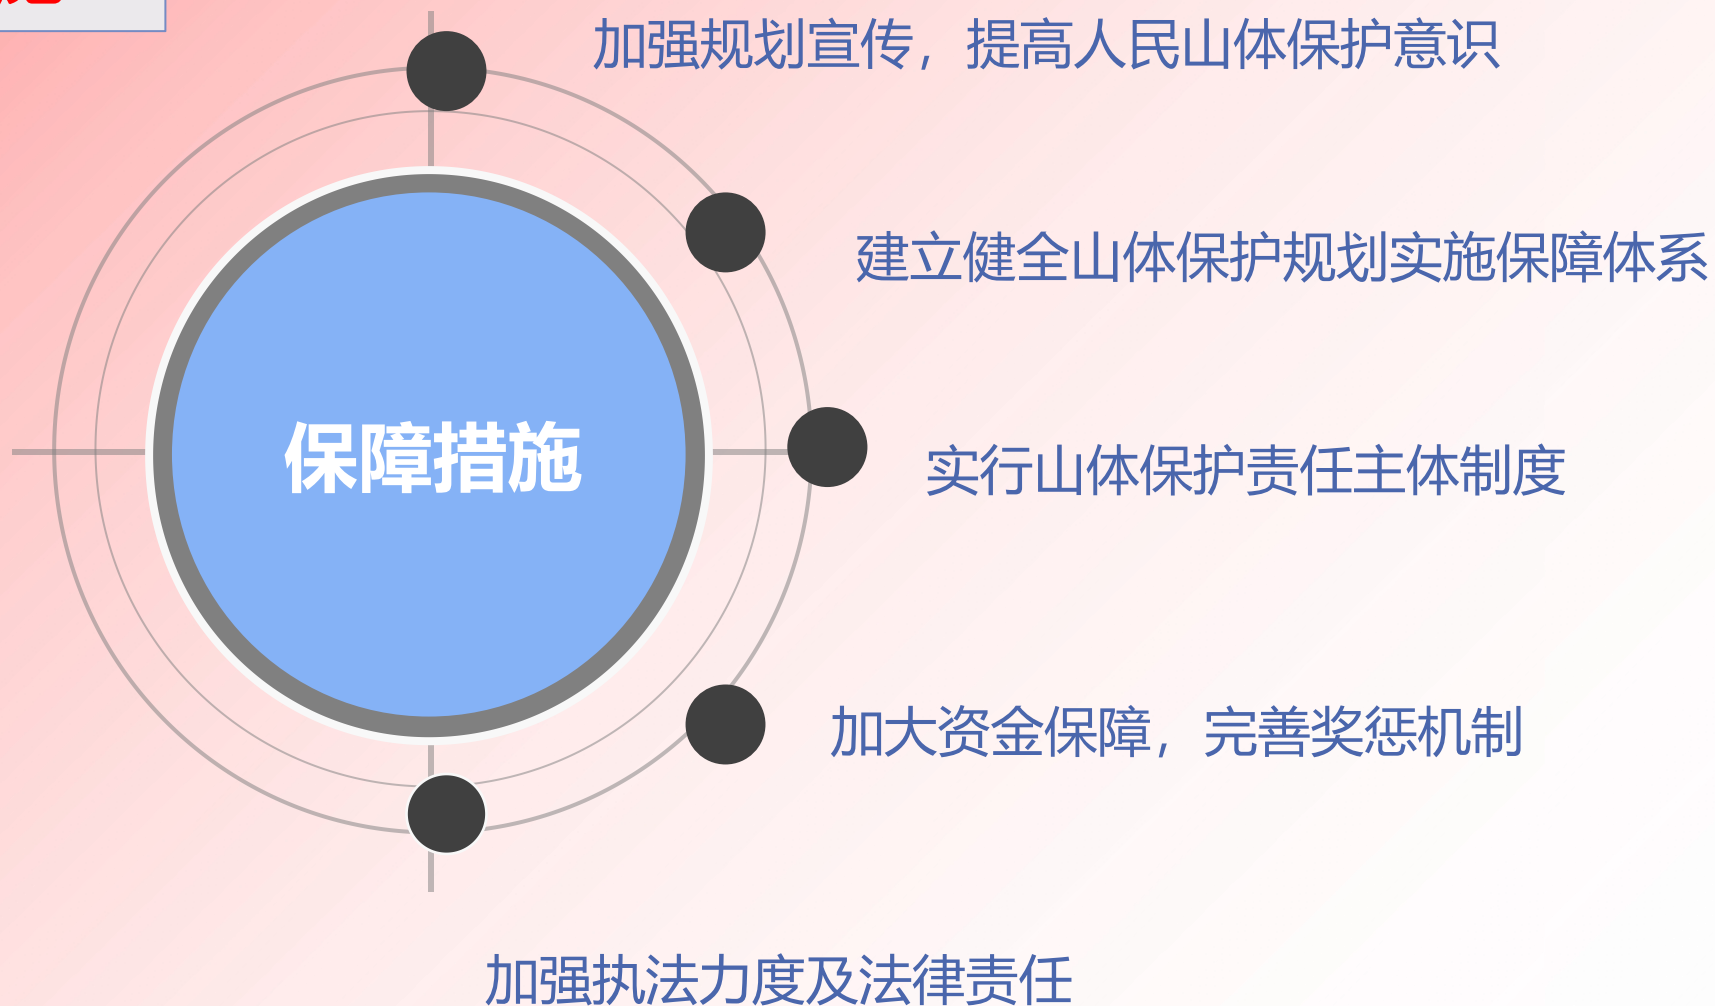 加强规划宣传，提高人民山体保护意识
建立健全山体保护规划实施保障体系
保障措施
实行山体保护责任主体制度
加大资金保障，完善奖惩机制
加强执法力度及法律责任